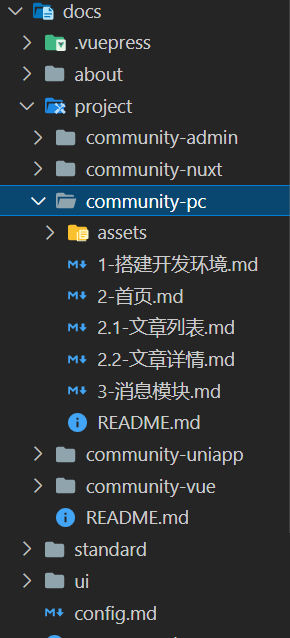 docs
.vuepress
about
project
community-admin
community-nuxt
community-pc
assets
1-搭建开发环境.md
2-首页.md
2.1-文章列表.md
2.2-文章详情.md
3-消息模块.md
README.md
community-uniapp
community-vue
README.md
standard
ui
config.md